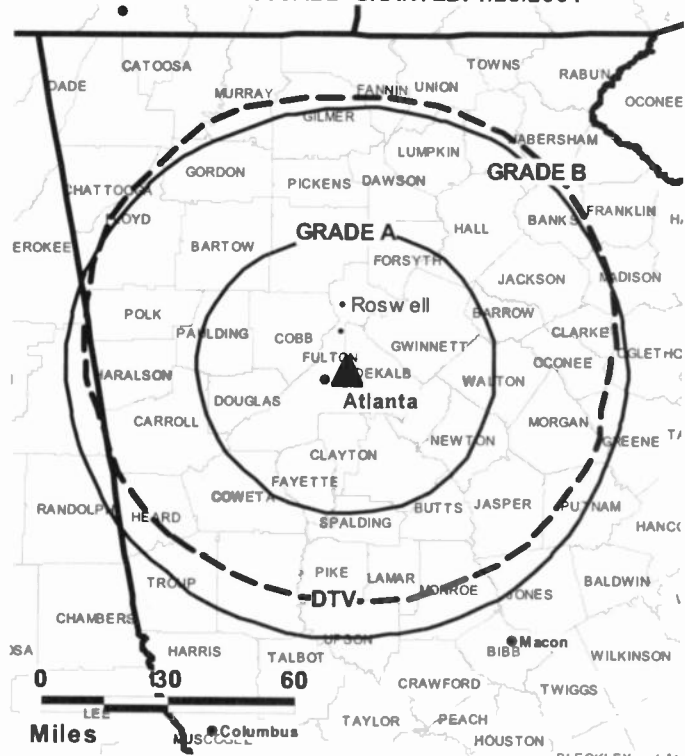 CATOOSA
TOWNS
DADE
MURRAY
FANNIN
UNION
RABUN
OCONEE
GILMER
HABERSHAM
LUMPKIN
GORDON
GRADE B
PICKENS
DAWSON
CHATTOOGA
FLOYD
BANKS
FRANKLIN
HALL
GRADE A
EROKEE
BARTOW
FORSYTH
JACKSON
MADISON
Roswell
POLK
BARROW
PAULDING
COBB
CLARKE
GWINNETT
FULTON
OCONEE
OGLETHO
HARALSON
DEKALB
WALTON
DOUGLAS
Atlanta
CARROLL
MORGAN
NEWTON
GREENE
CLAYTON
FAYETTE
COWETA
JASPER
RANDOLPH
BUTTS
PUTNAM
HEARD
SPALDING
HANCO
PIKE
LAMAR
TROUP
BALDWIN
DTV
MONROE
JONES
CHAMBERS
UPSON
Macon
HARRIS
TALBOT
BIBB
WILKINSON
0 30 60
CRAWFORD
TWIGGS
LEE
Miles
Columbus
TAYLOR
PEACH
MUSCOGEE
HOUSTON